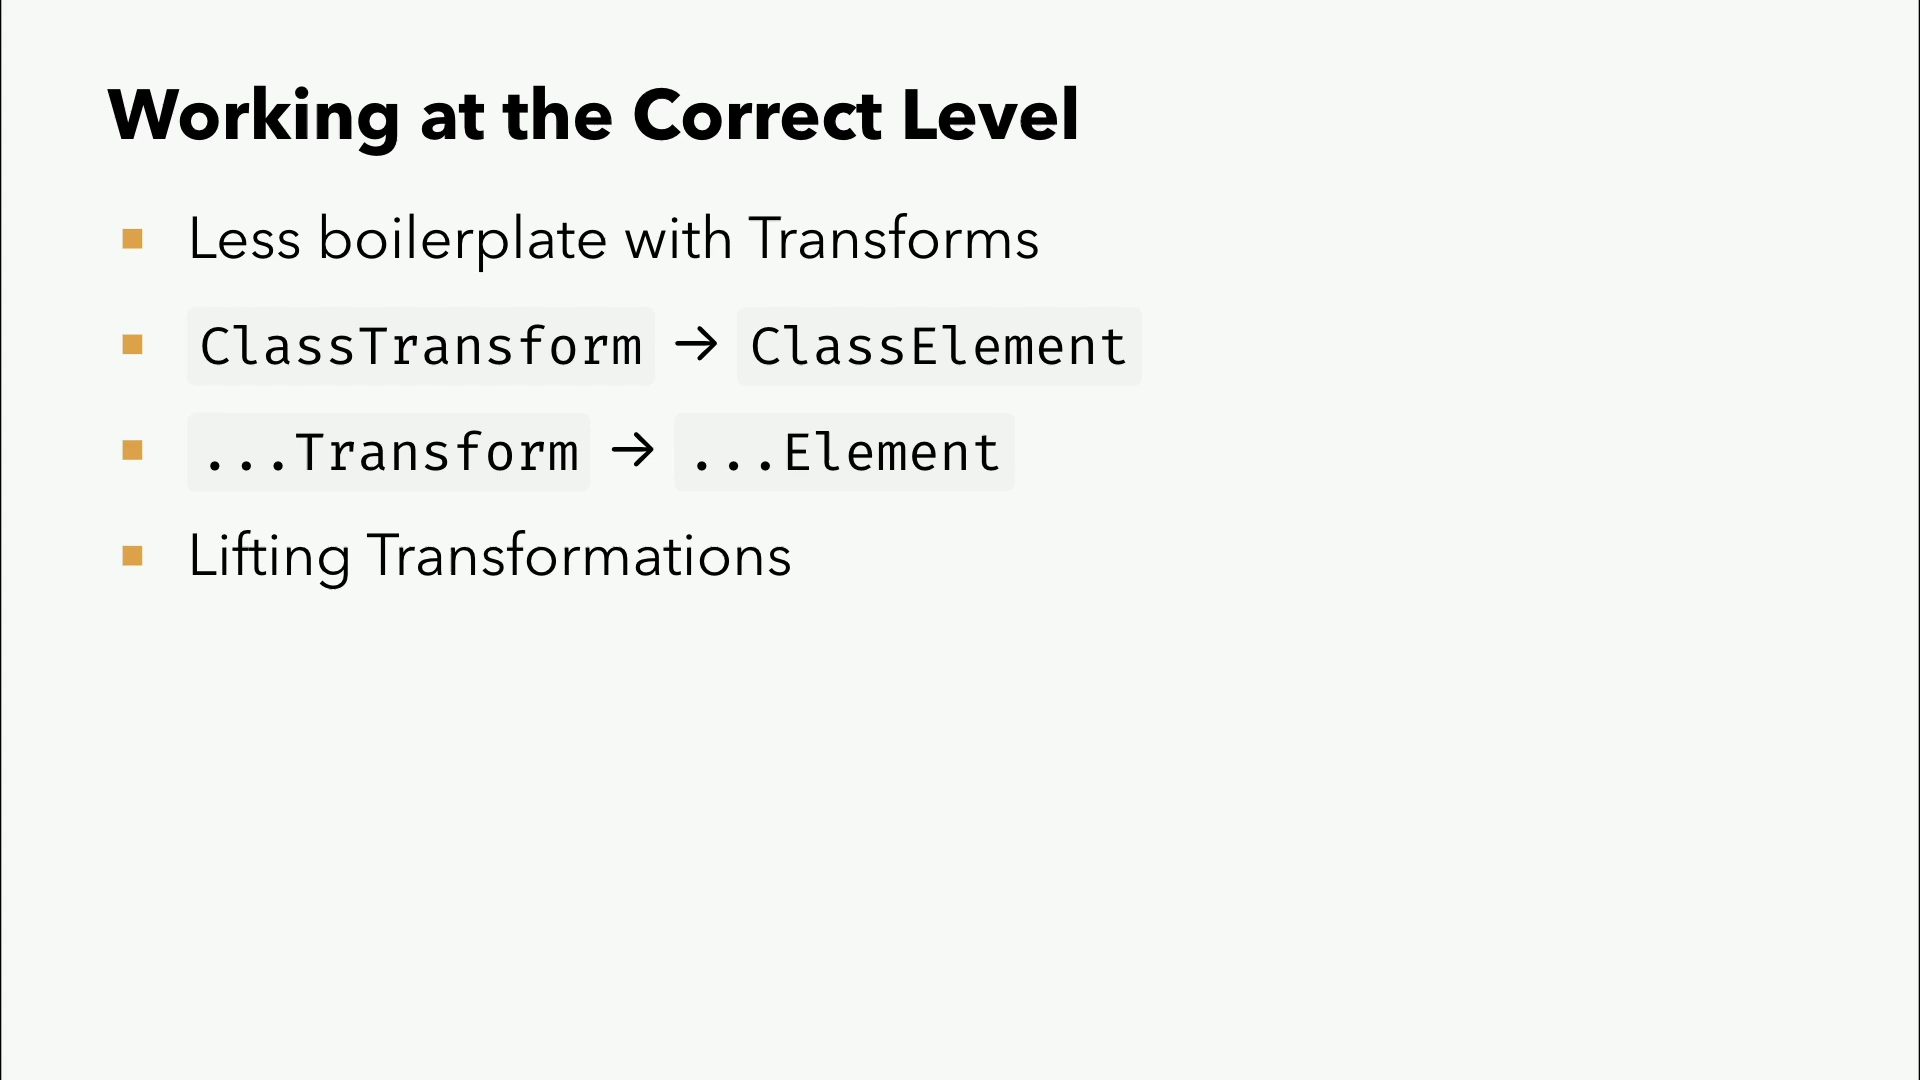 Working at the Correct Level
Less boilerplate with Transforms
ClassTransform → ClassElement
...Transform → ...Element
Lifting Transformations